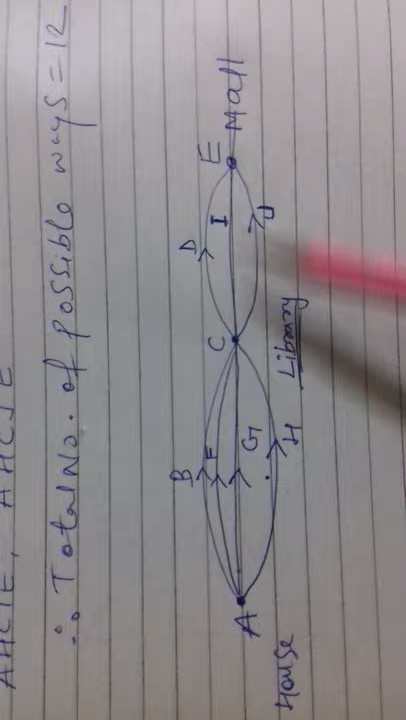 AHCIE, AHCJE
∴ Total No. of possible ways = 12
B D
F C I E
A G J Mall
H Library
House